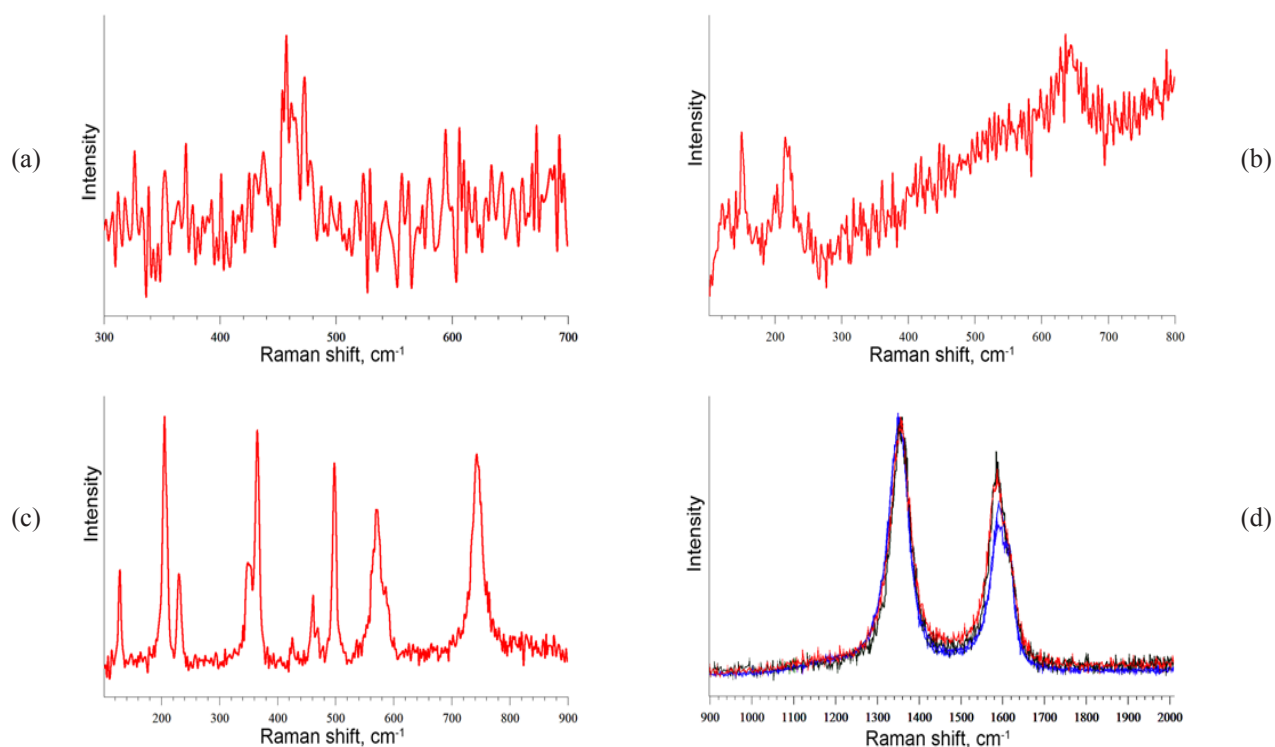 (a)
Intensity
300 400 500 600 700
Raman shift, cm⁻¹
(b)
Intensity
200 300 400 500 600 700 800
Raman shift, cm⁻¹
(c)
Intensity
200 300 400 500 600 700 800 900
Raman shift, cm⁻¹
(d)
Intensity
900 1000 1100 1200 1300 1400 1500 1600 1700 1800 1900 2000
Raman shift, cm⁻¹